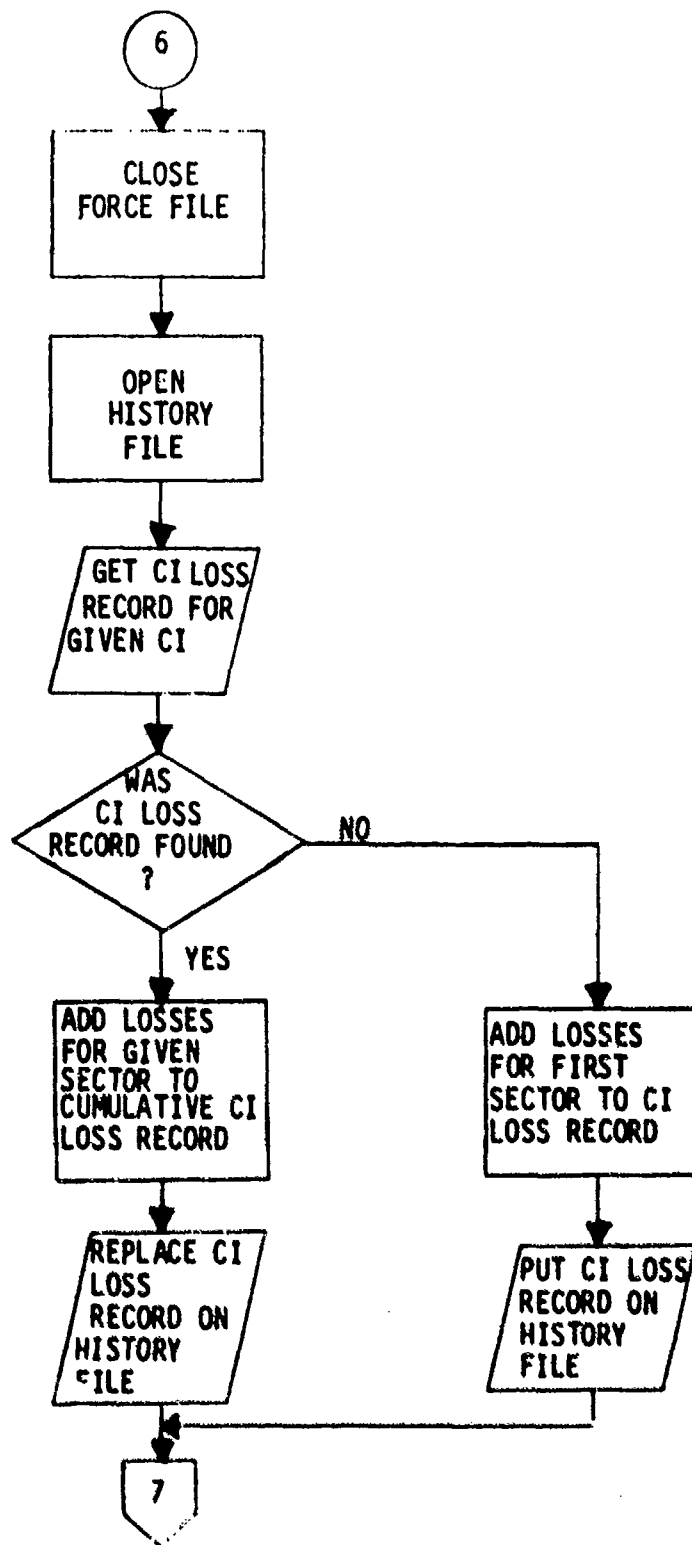 6
CLOSE
FORCE FILE
OPEN
HISTORY
FILE
GET CI LOSS
RECORD FOR
GIVEN CI
WAS
CI LOSS
RECORD FOUND
?
NO
YES
ADD LOSSES
FOR GIVEN
SECTOR TO
CUMULATIVE CI
LOSS RECORD
ADD LOSSES
FOR FIRST
SECTOR TO CI
LOSS RECORD
REPLACE CI
LOSS
RECORD ON
HISTORY
FILE
PUT CI LOSS
RECORD ON
HISTORY
FILE
7